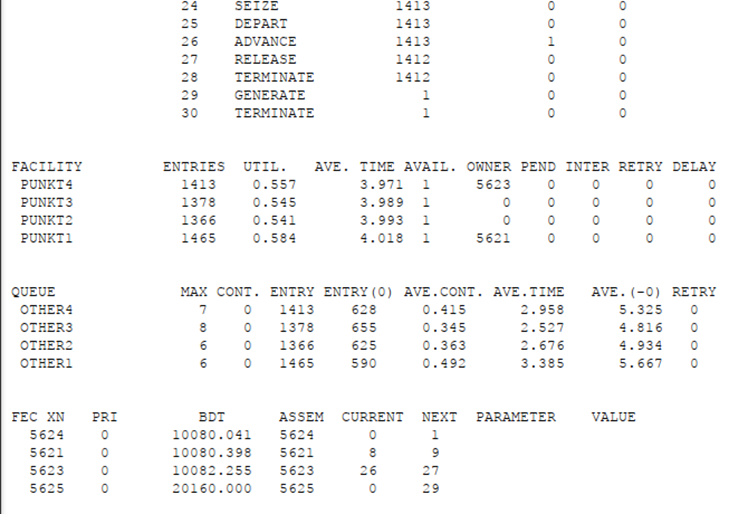 24 SEIZE 1413 0 0
25 DEPART 1413 0 0
26 ADVANCE 1413 1 0
27 RELEASE 1412 0 0
28 TERMINATE 1412 0 0
29 GENERATE 1 0 0
30 TERMINATE 1 0 0
FACILITY ENTRIES UTIL. AVE. TIME AVAIL. OWNER PEND INTER RETRY DELAY
PUNKT4 1413 0.557 3.971 1 5623 0 0 0 0
PUNKT3 1378 0.545 3.989 1 0 0 0 0 0
PUNKT2 1366 0.541 3.993 1 0 0 0 0 0
PUNKT1 1465 0.584 4.018 1 5621 0 0 0 0
QUEUE MAX CONT. ENTRY ENTRY(0) AVE.CONT. AVE.TIME AVE.(-0) RETRY
OTHER4 7 0 1413 628 0.415 2.958 5.325 0
OTHER3 8 0 1378 655 0.345 2.527 4.816 0
OTHER2 6 0 1366 625 0.363 2.676 4.934 0
OTHER1 6 0 1465 590 0.492 3.385 5.667 0
FEC XN PRI BDT ASSEM CURRENT NEXT PARAMETER VALUE
5624 0 10080.041 5624 0 1
5621 0 10080.398 5621 8 9
5623 0 10082.255 5623 26 27
5625 0 20160.000 5625 0 29